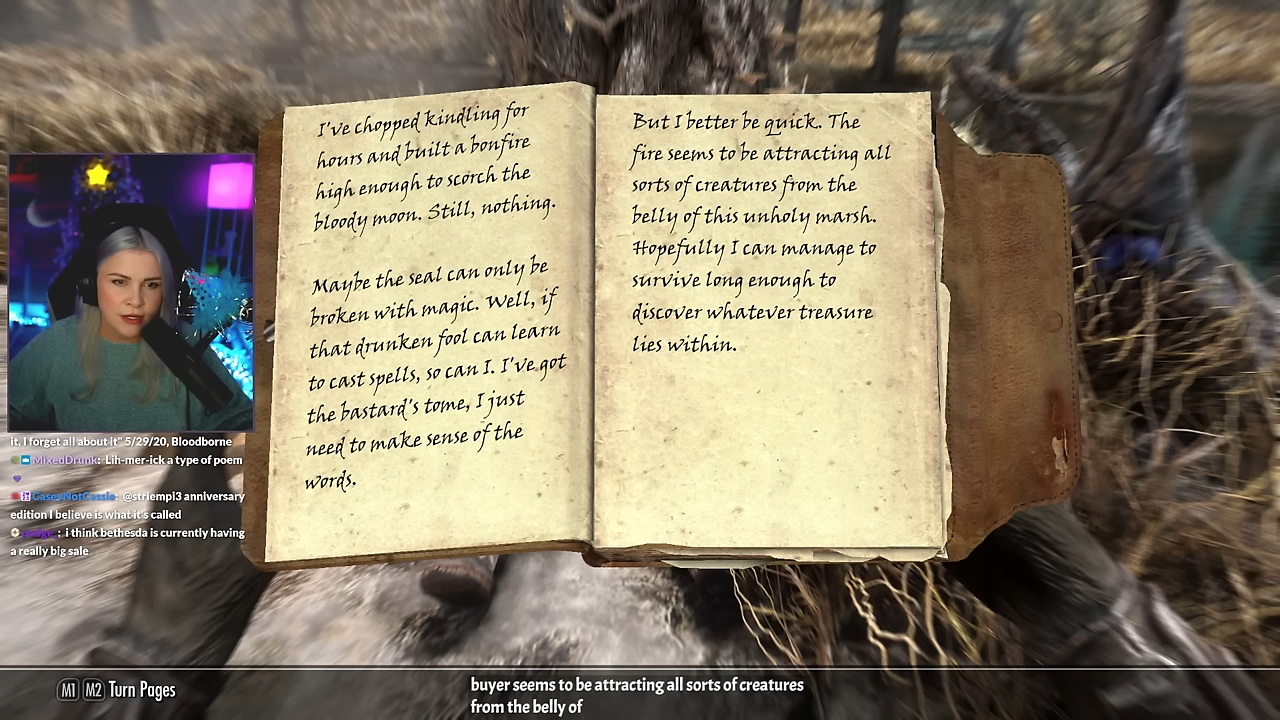 I've chopped kindling for
hours and built a bonfire
high enough to scorch the
bloody moon. Still, nothing.
Maybe the seal can only be
broken with magic. Well, if
that drunken fool can learn
to cast spells, so can I. I've got
the bastard's tome, I just
need to make sense of the
words.
But I better be quick. The
fire seems to be attracting all
sorts of creatures from the
belly of this unholy marsh.
Hopefully I can manage to
survive long enough to
discover whatever treasure
lies within.
it, I forget all about it" 5/29/20, Bloodborne
MixedDrunk: Lih-mer-ick a type of poem
CaseyNotCassie: @striempl3 anniversary
edition I believe is what it's called
: i think bethesda is currently having
a really big sale
M1 M2 Turn Pages
buyer seems to be attracting all sorts of creatures
from the belly of